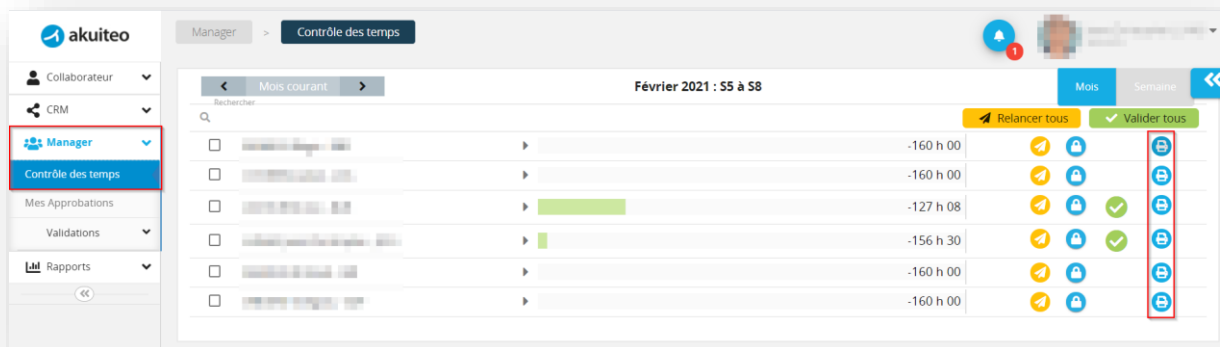 akuiteo
Manager > Contrôle des temps
1
Collaborateur
CRM
Manager
Contrôle des temps
Mes Approbations
Validations
Rapports
Mois courant
Février 2021 : S5 à S8
Mois
Semaine
Rechercher
Relancer tous
Valider tous
-160 h 00
-160 h 00
-127 h 08
-156 h 30
-160 h 00
-160 h 00